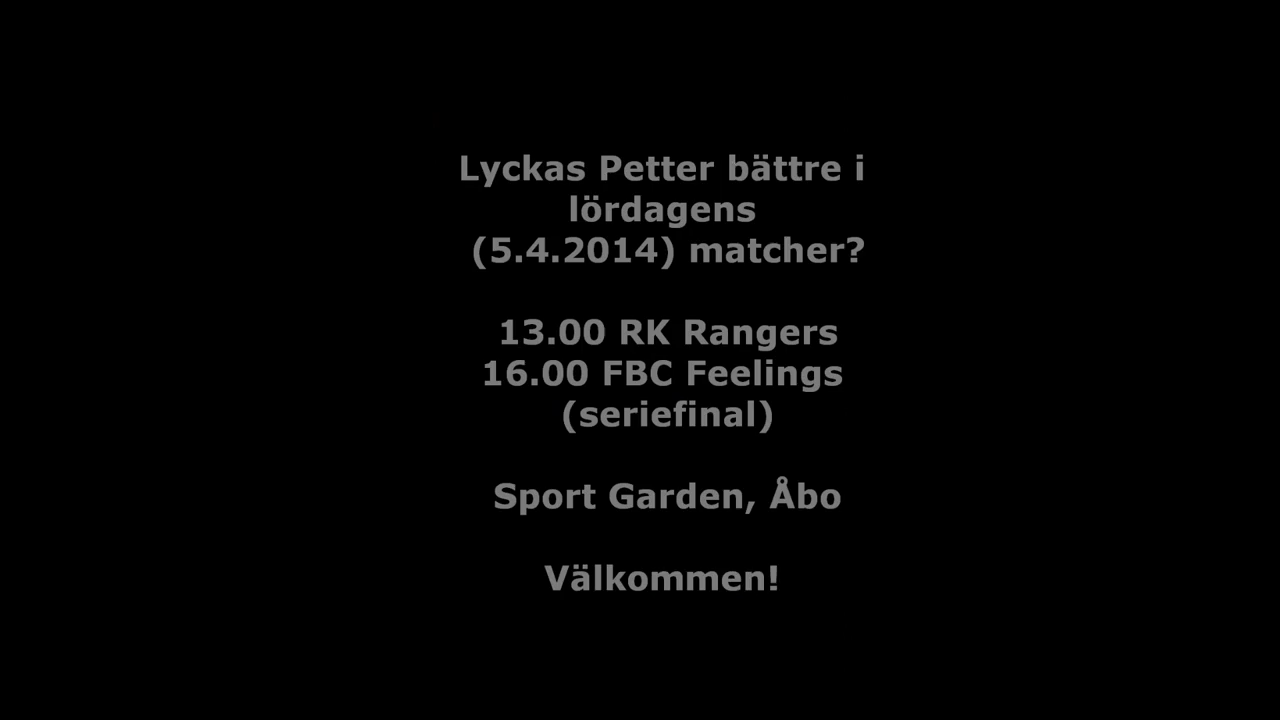 Lyckas Petter bättre i
lördagens
(5.4.2014) matcher?
13.00 RK Rangers
16.00 FBC Feelings
(seriefinal)
Sport Garden, Åbo
Välkommen!